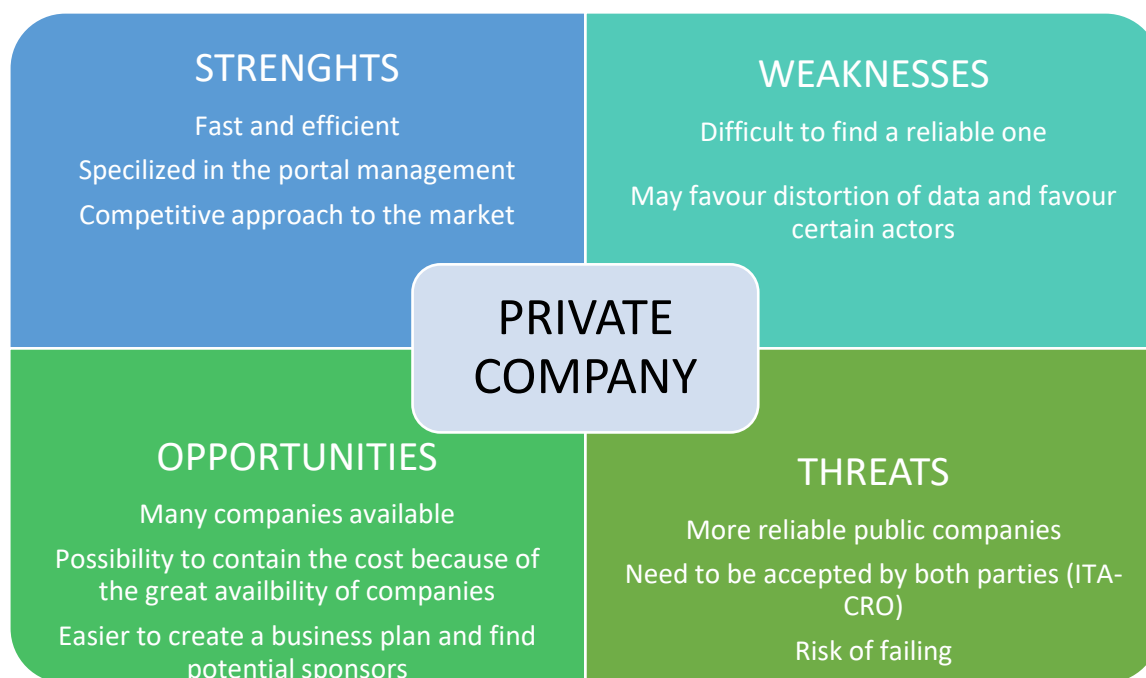 STRENGHTS
Fast and efficient
Specilized in the portal management
Competitive approach to the market
WEAKNESSES
Difficult to find a reliable one
May favour distortion of data and favour
certain actors
PRIVATE
COMPANY
OPPORTUNITIES
Many companies available
Possibility to contain the cost because of
the great availbility of companies
Easier to create a business plan and find
potential sponsors
THREATS
More reliable public companies
Need to be accepted by both parties (ITA-
CRO)
Risk of failing